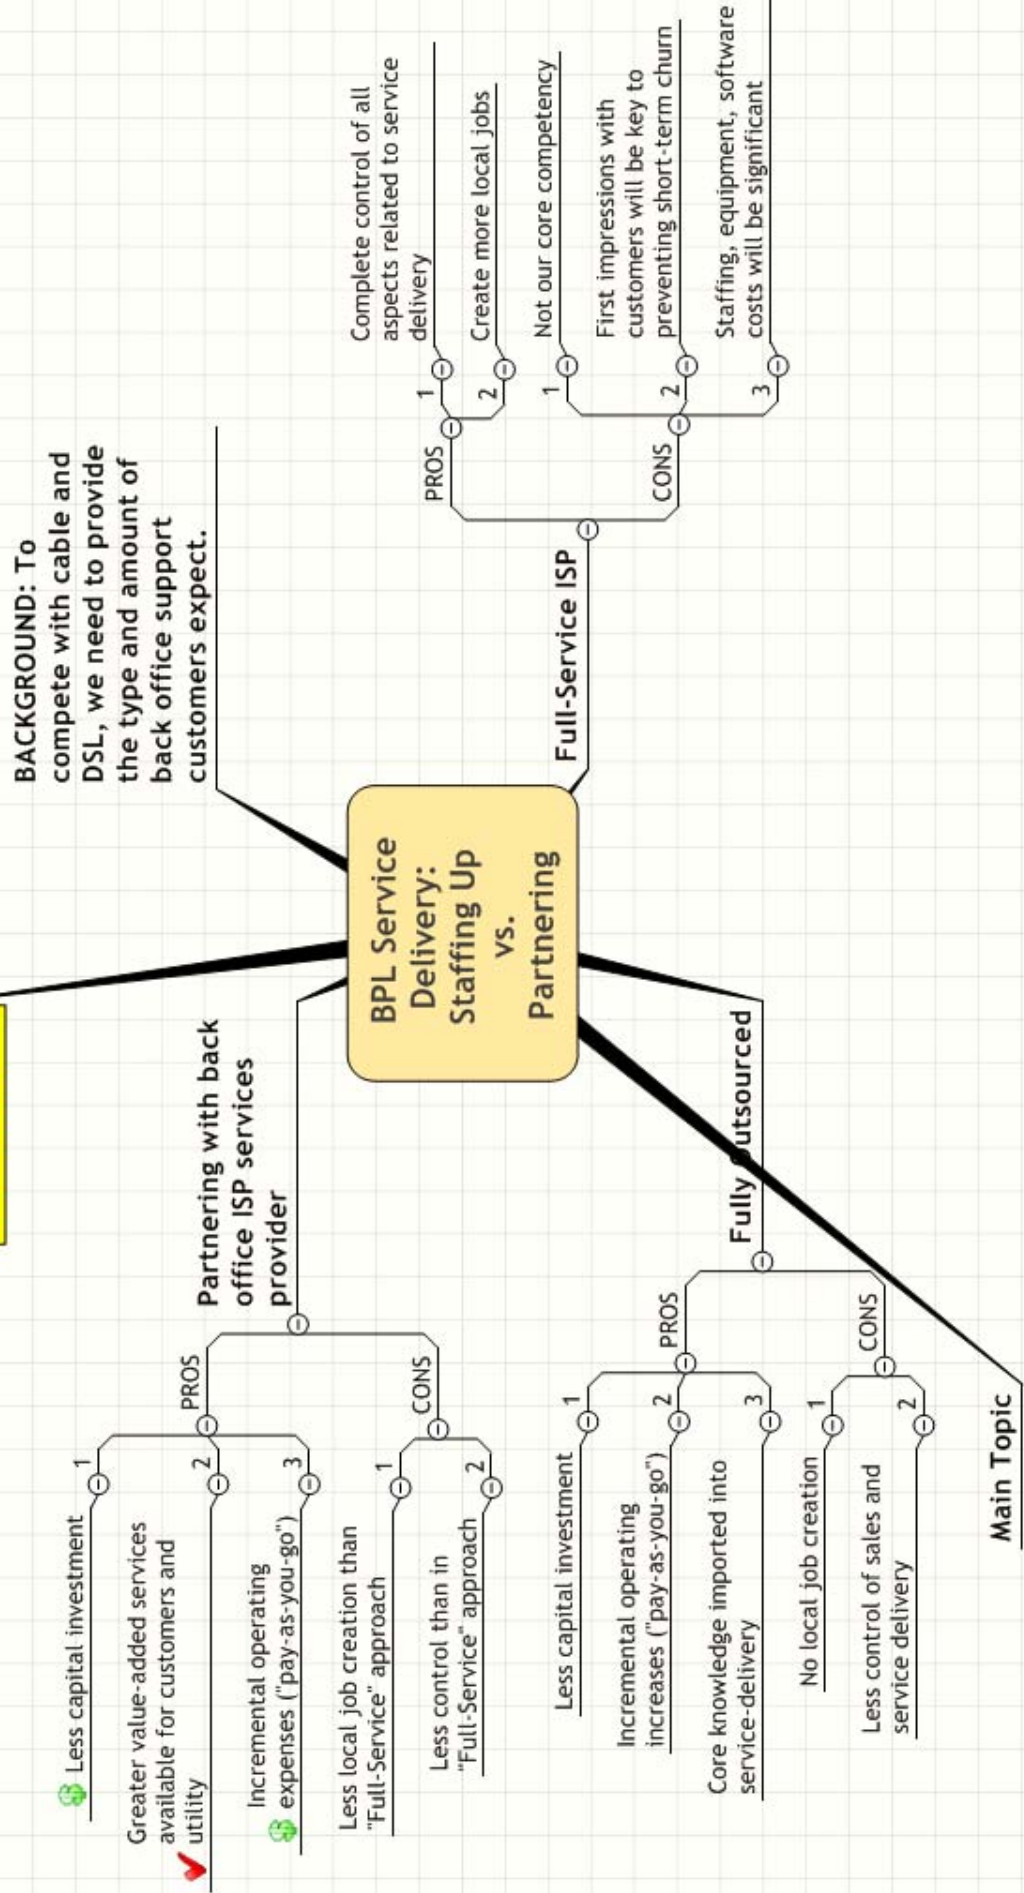 BPL Service
Delivery:
Staffing Up
vs.
Partnering
BACKGROUND: To
compete with cable and
DSL, we need to provide
the type and amount of
back office support
customers expect.
Full-Service ISP
PROS
1
Complete control of all
aspects related to service
delivery
2
Create more local jobs
CONS
1
Not our core competency
2
First impressions with
customers will be key to
preventing short-term churn
3
Staffing, equipment, software
costs will be significant
Partnering with back
office ISP services
provider
PROS
1
Less capital investment
2
Greater value-added services
available for customers and
utility
3
Incremental operating
expenses ("pay-as-you-go")
CONS
1
Less local job creation than
"Full-Service" approach
2
Less control than in
"Full-Service" approach
Fully Outsourced
PROS
1
Less capital investment
2
Incremental operating
increases ("pay-as-you-go")
3
Core knowledge imported into
service-delivery
CONS
1
No local job creation
2
Less control of sales and
service delivery
Main Topic